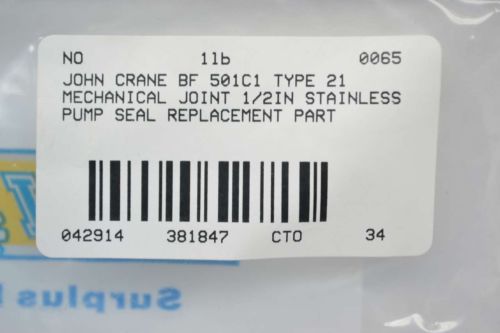 NO 1lb 0065
JOHN CRANE BF 501C1 TYPE 21
MECHANICAL JOINT 1/2IN STAINLESS
PUMP SEAL REPLACEMENT PART
042914 381847 CTO 34
Surplus